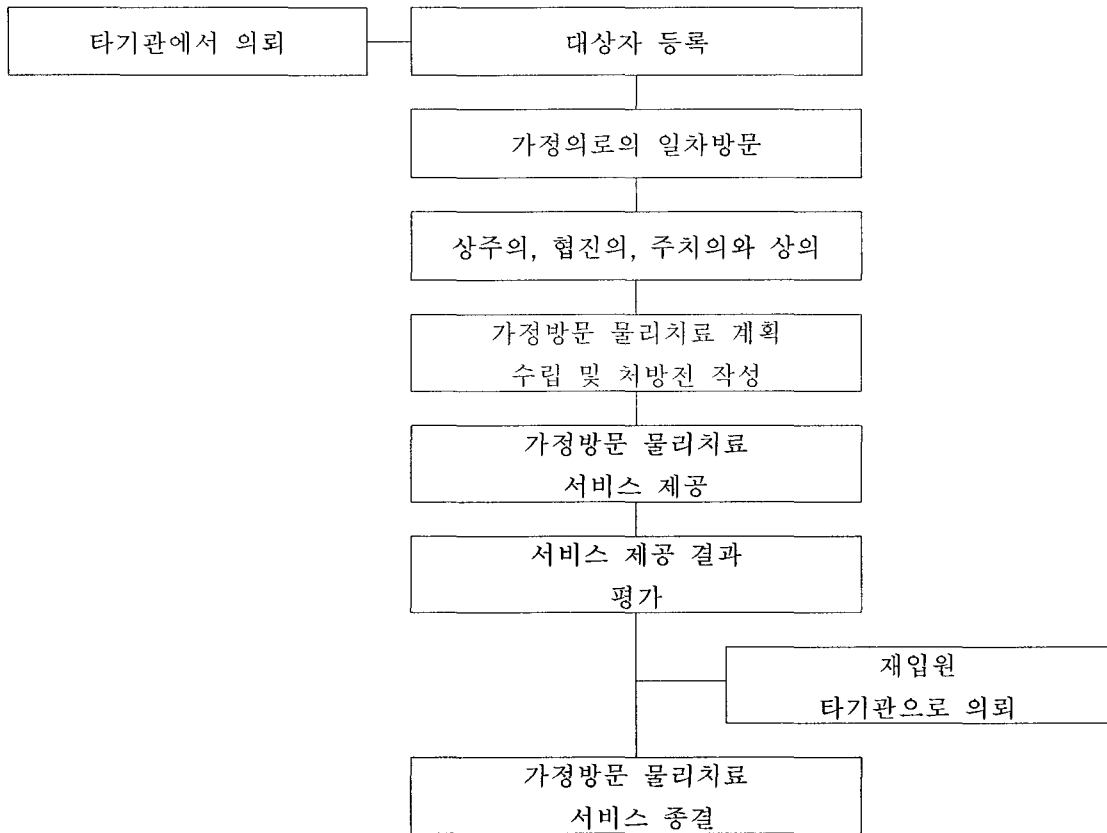 타기관에서 의뢰
대상자 등록
가정의로의 일차방문
상주의, 협진의, 주치의와 상의
가정방문 물리치료 계획
수립 및 처방전 작성
가정방문 물리치료
서비스 제공
서비스 제공 결과
평가
재입원
타기관으로 의뢰
가정방문 물리치료
서비스 종결